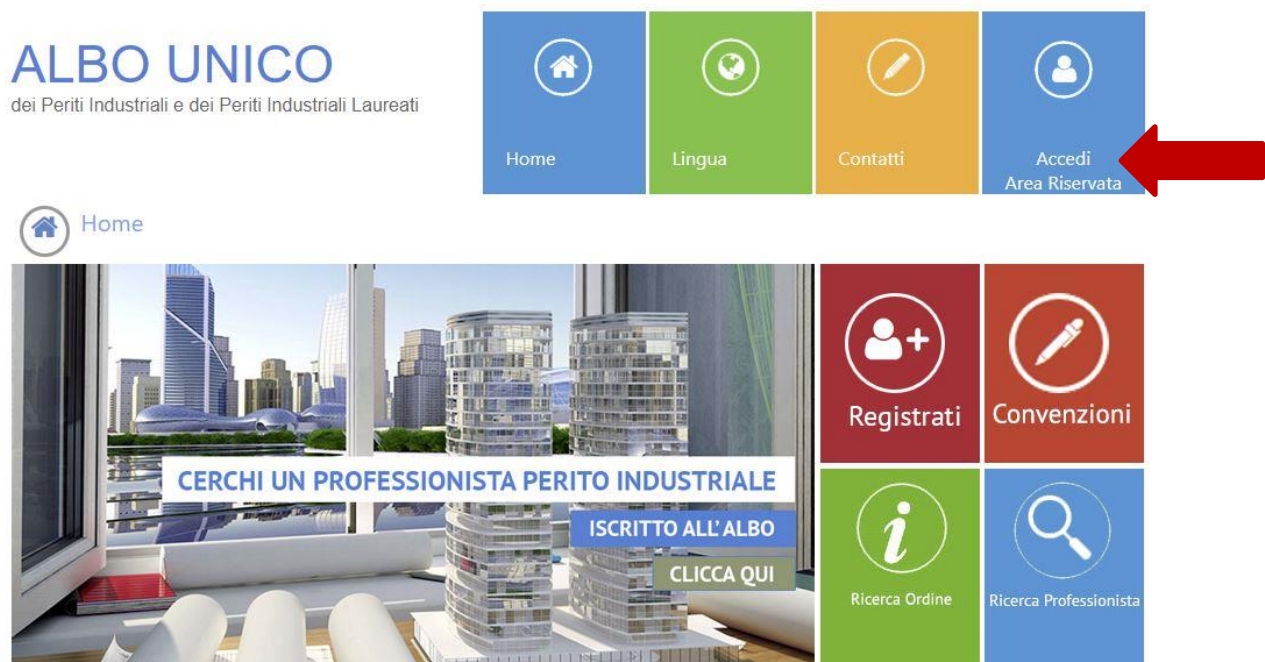 ALBO UNICO
dei Periti Industriali e dei Periti Industriali Laureati
Home
Lingua
Contatti
Accedi
Area Riservata
Home
CERCHI UN PROFESSIONISTA PERITO INDUSTRIALE
ISCRITTO ALL'ALBO
CLICCA QUI
Registrati
Convenzioni
Ricerca Ordine
Ricerca Professionista